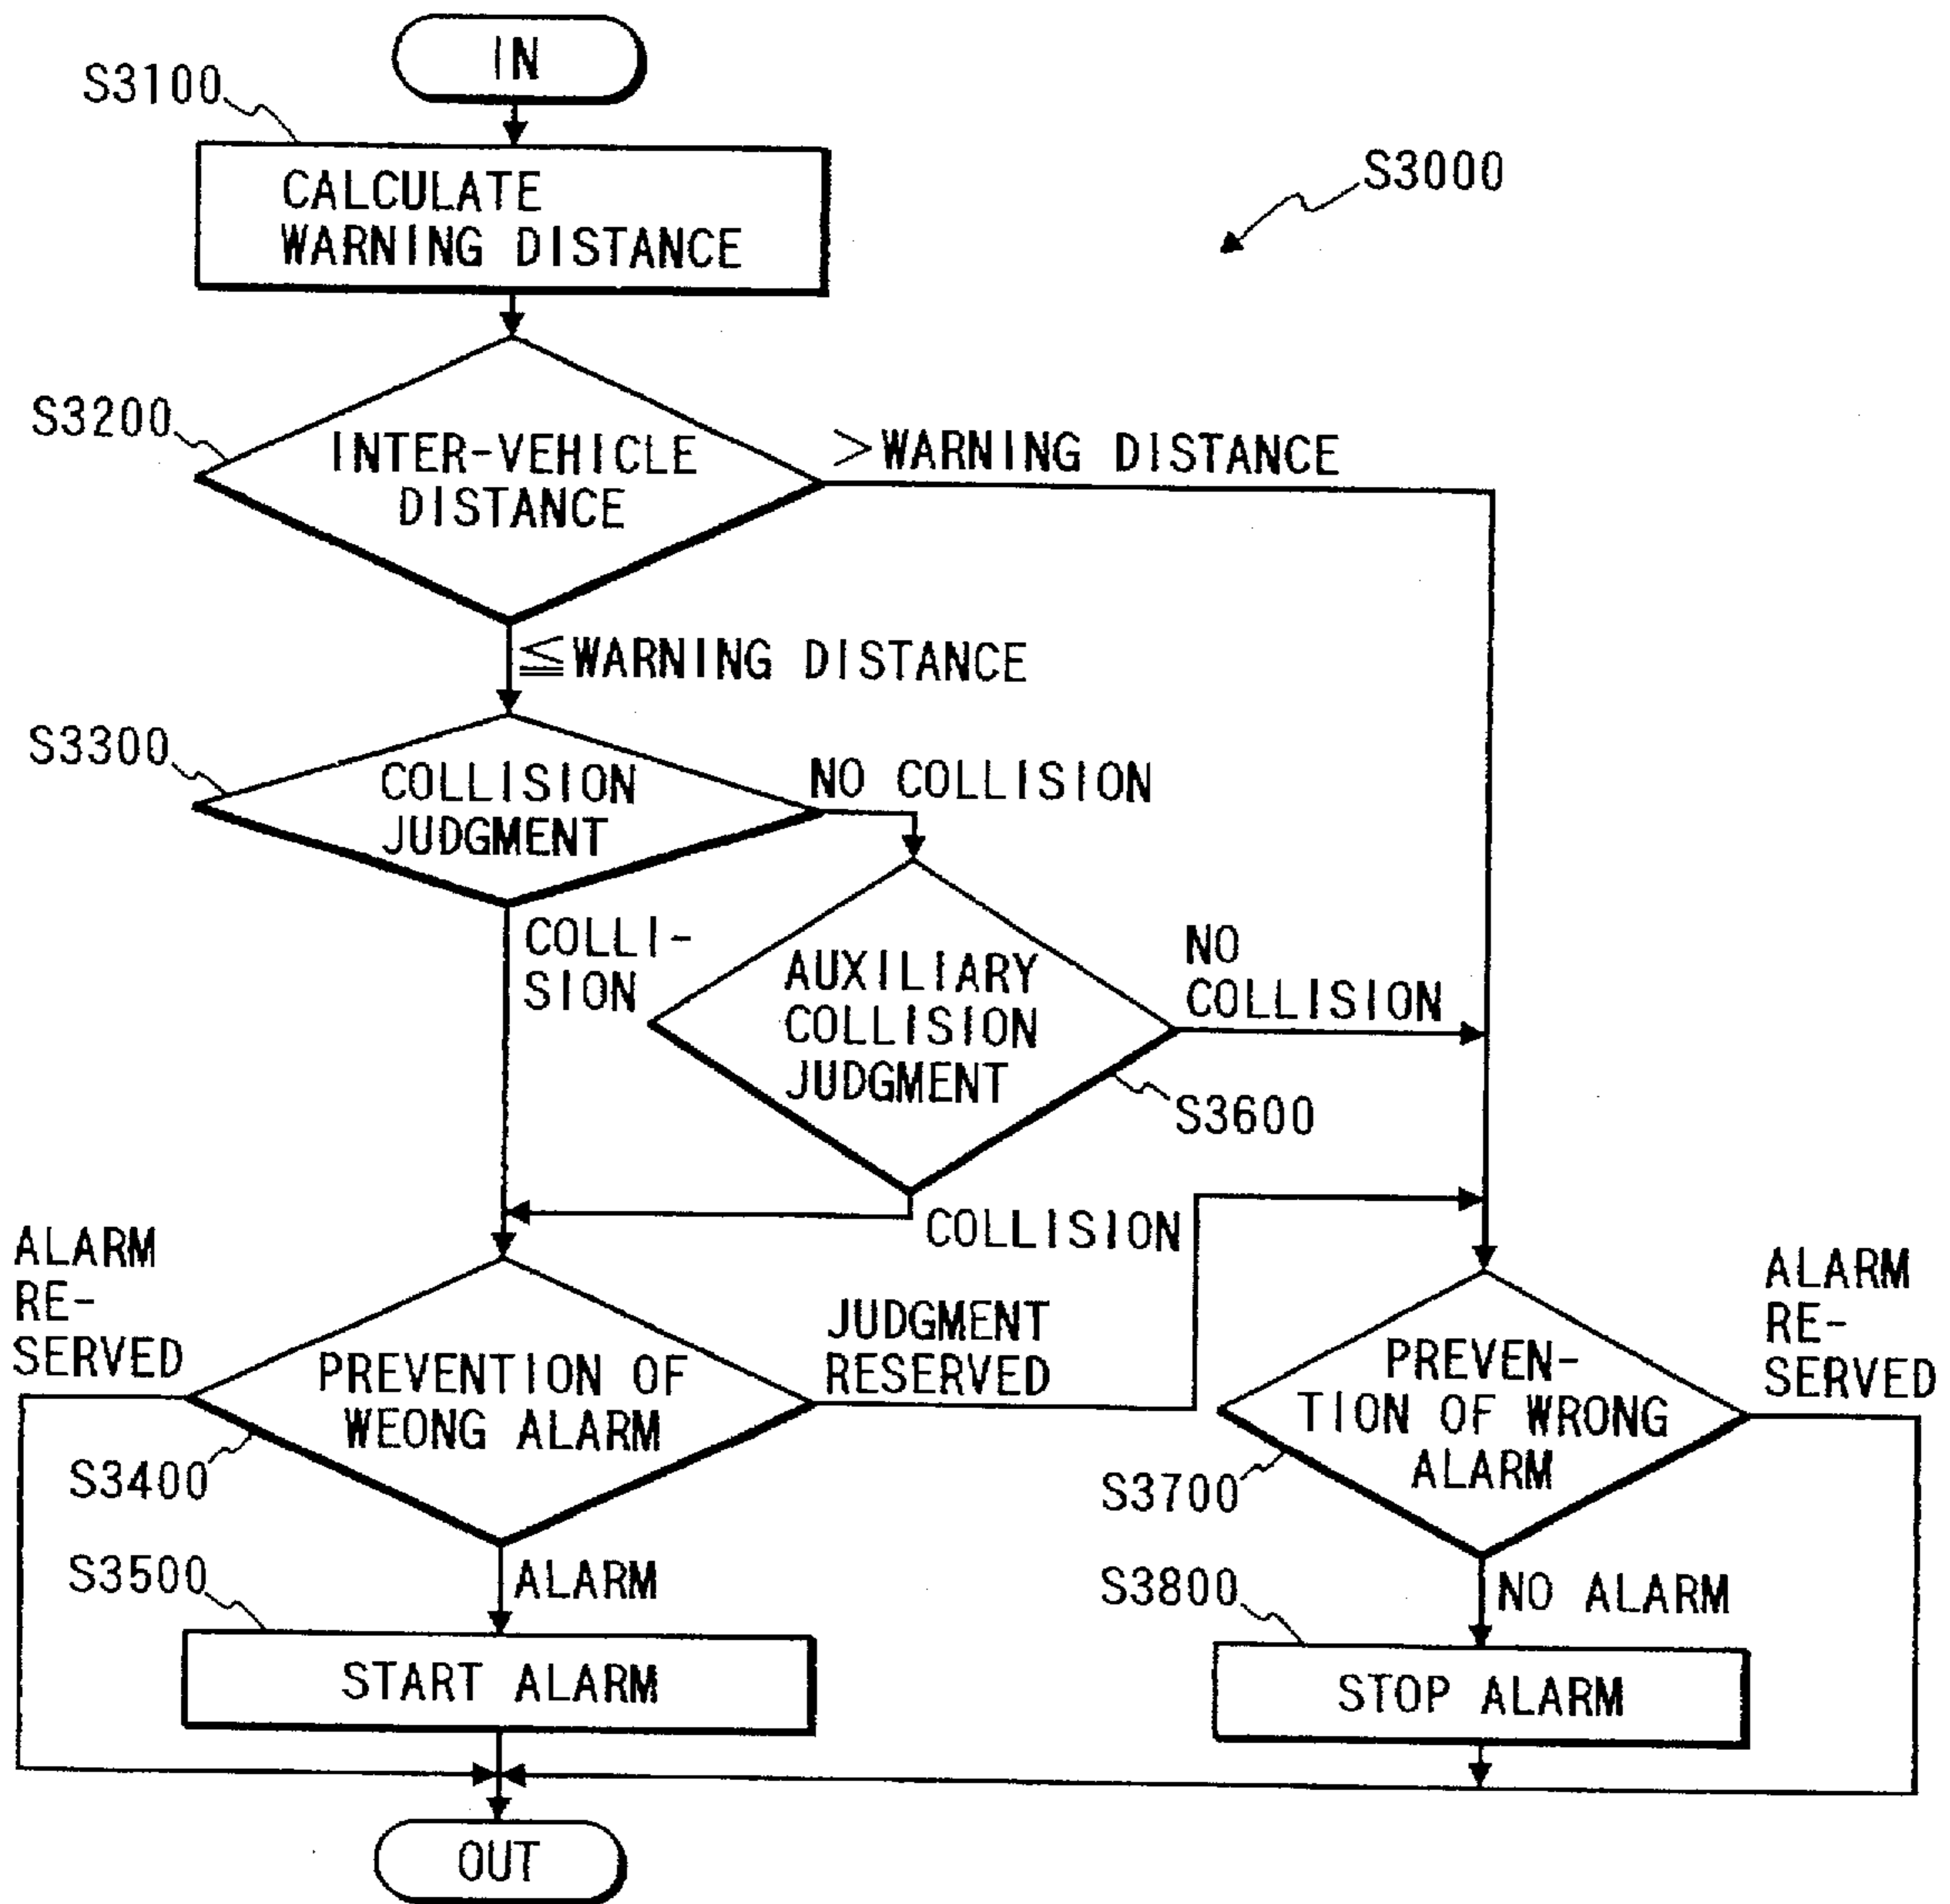 IN
S3100
CALCULATE
WARNING DISTANCE
S3000
S3200
INTER-VEHICLE
DISTANCE
>WARNING DISTANCE
≦WARNING DISTANCE
S3300
COLLISION
JUDGMENT
NO COLLISION
COLLI-
SION
AUXILIARY
COLLISION
JUDGMENT
NO
COLLISION
S3600
COLLISION
ALARM
RE-
SERVED
PREVENTION OF
WEONG ALARM
JUDGMENT
RESERVED
S3400
PREVEN-
TION OF WRONG
ALARM
ALARM
RE-
SERVED
S3700
S3500
ALARM
START ALARM
S3800
NO ALARM
STOP ALARM
OUT